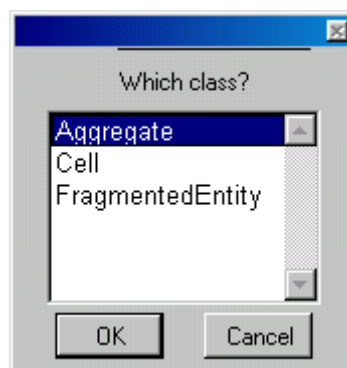 Which class?
Aggregate
Cell
FragmentedEntity
OK Cancel